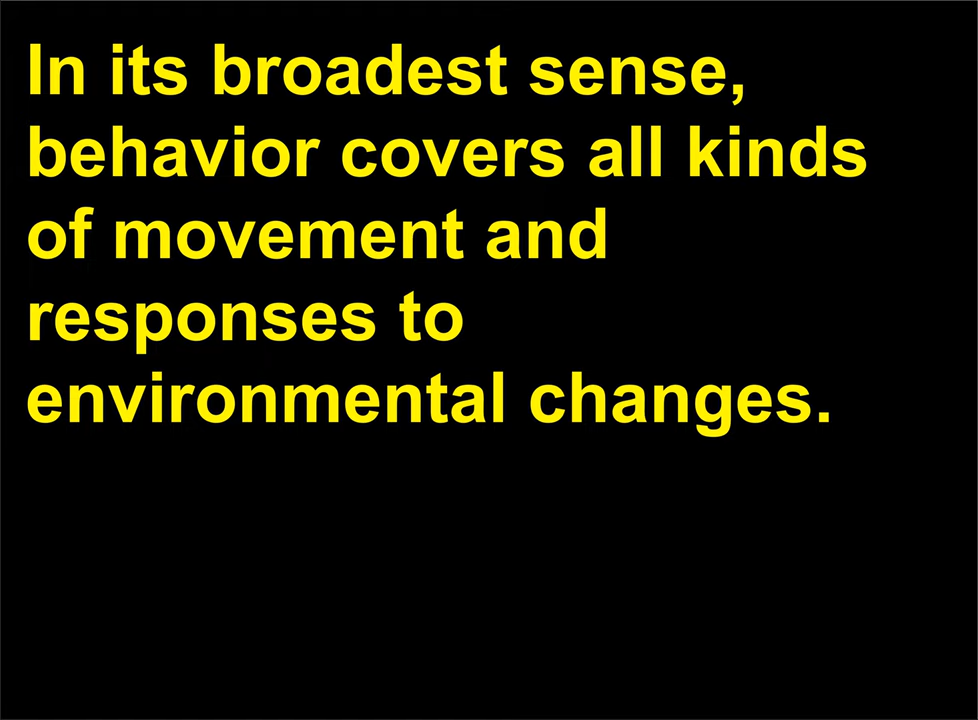 In its broadest sense,
behavior covers all kinds
of movement and
responses to
environmental changes.